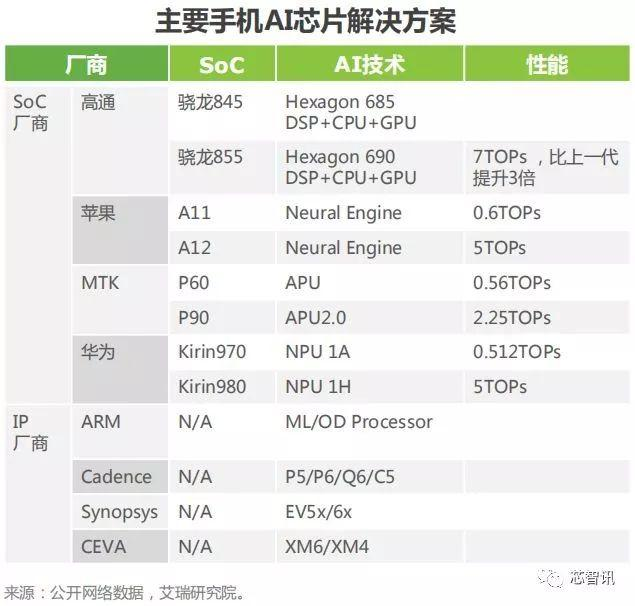 主要手机AI芯片解决方案
厂商 SoC AI技术 性能
SoC 高通 骁龙845 Hexagon 685
厂商 DSP+CPU+GPU
骁龙855 Hexagon 690 7TOPs ，比上一代
DSP+CPU+GPU 提升3倍
苹果 A11 Neural Engine 0.6TOPs
A12 Neural Engine 5TOPs
MTK P60 APU 0.56TOPs
P90 APU2.0 2.25TOPs
华为 Kirin970 NPU 1A 0.512TOPs
Kirin980 NPU 1H 5TOPs
IP ARM N/A ML/OD Processor
厂商
Cadence N/A P5/P6/Q6/C5
Synopsys N/A EV5x/6x
CEVA N/A XM6/XM4
来源：公开网络数据，艾瑞研究院。
芯智讯